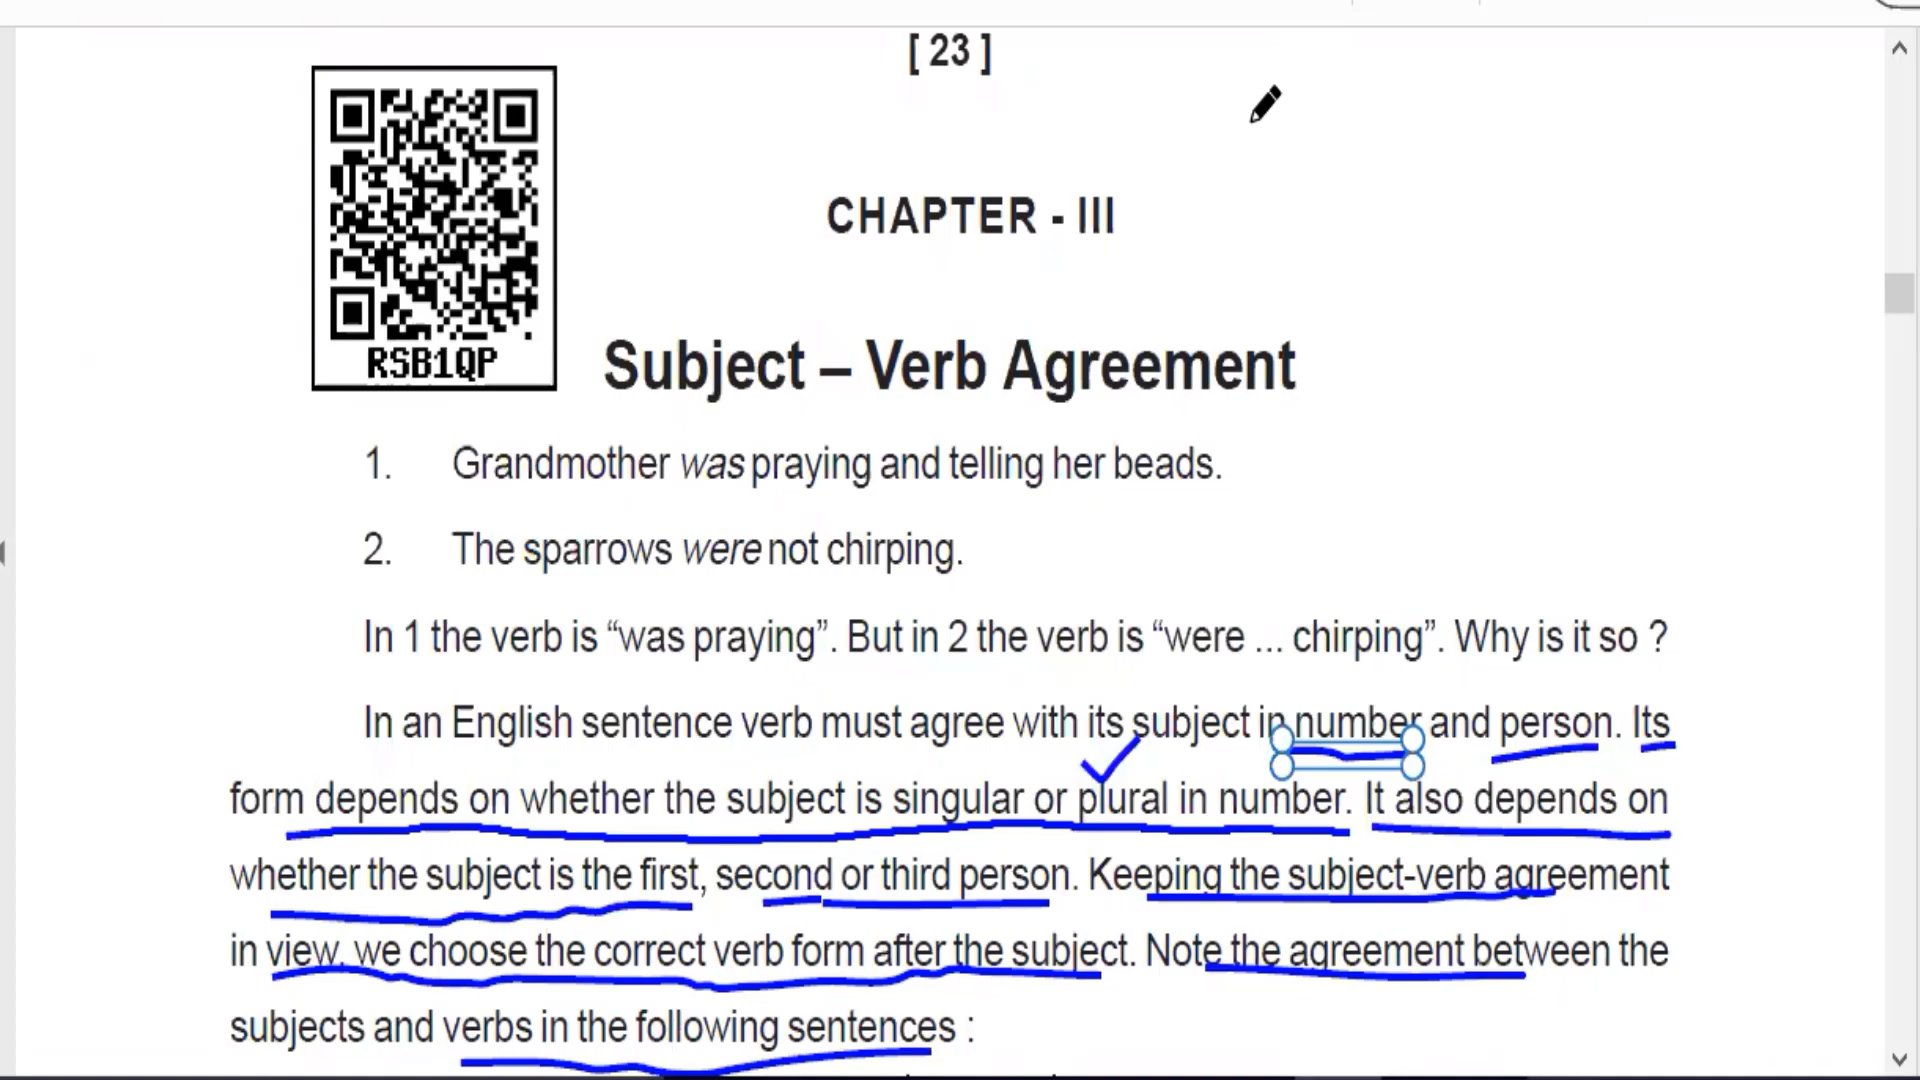 [ 23 ]
CHAPTER - III
RSB1QP
Subject – Verb Agreement
1. Grandmother was praying and telling her beads.
2. The sparrows were not chirping.
In 1 the verb is “was praying”. But in 2 the verb is “were ... chirping”. Why is it so ?
In an English sentence verb must agree with its subject in number and person. Its
form depends on whether the subject is singular or plural in number. It also depends on
whether the subject is the first, second or third person. Keeping the subject-verb agreement
in view, we choose the correct verb form after the subject. Note the agreement between the
subjects and verbs in the following sentences :